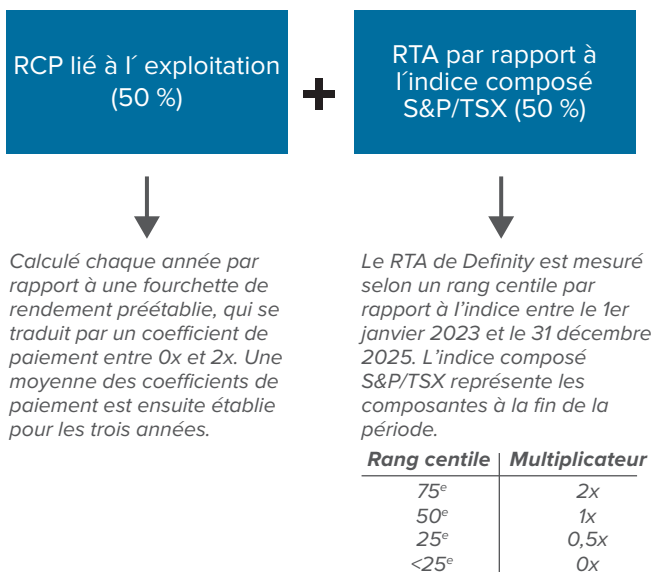 RCP lié à l´ exploitation
(50 %)
+
RTA par rapport à
l´indice composé
S&P/TSX (50 %)
Calculé chaque année par
rapport à une fourchette de
rendement préétablie, qui se
traduit par un coefficient de
paiement entre 0x et 2x. Une
moyenne des coefficients de
paiement est ensuite établie
pour les trois années.
Le RTA de Definity est mesuré
selon un rang centile par
rapport à l’indice entre le 1er
janvier 2023 et le 31 décembre
2025. L’indice composé
S&P/TSX représente les
composantes à la fin de la
période.
Rang centile | Multiplicateur
75e 2x
50e 1x
25e 0,5x
<25e 0x